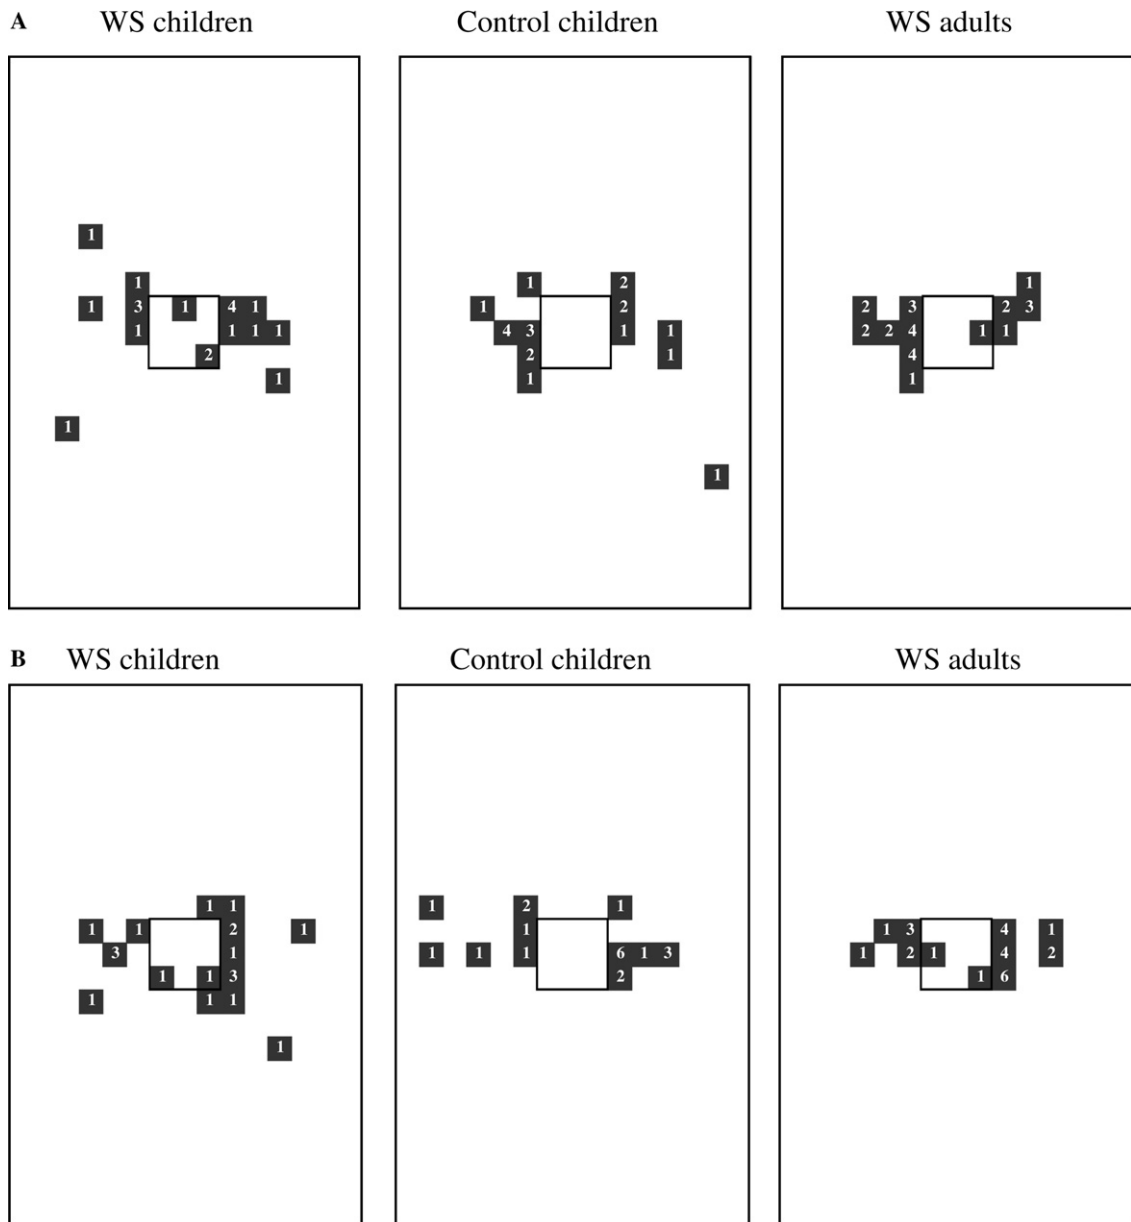 A WS children Control children WS adults
1
1 2 1
1 3 1 4 1 1 2 2 3 2 3
1 1 1 1 4 3 1 1 2 2 4 1 1
2 2 1 4
1 1 1
1
1
B WS children Control children WS adults
1 1 1 2 1
1 1 2 1 1 1 3 4 1
3 1 1 1 1 6 1 3 1 2 1 4 2
1 1 3 2 1 6
1 1 1
1